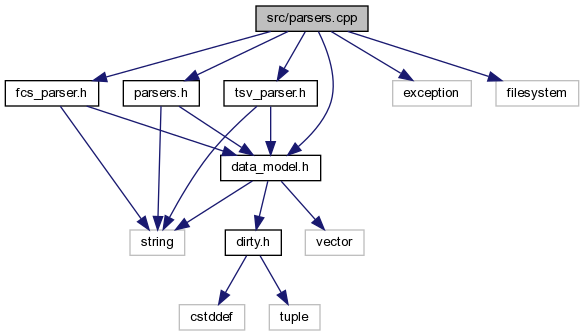 src/parsers.cpp
fcs_parser.h
parsers.h
tsv_parser.h
exception
filesystem
data_model.h
string
dirty.h
vector
cstddef
tuple